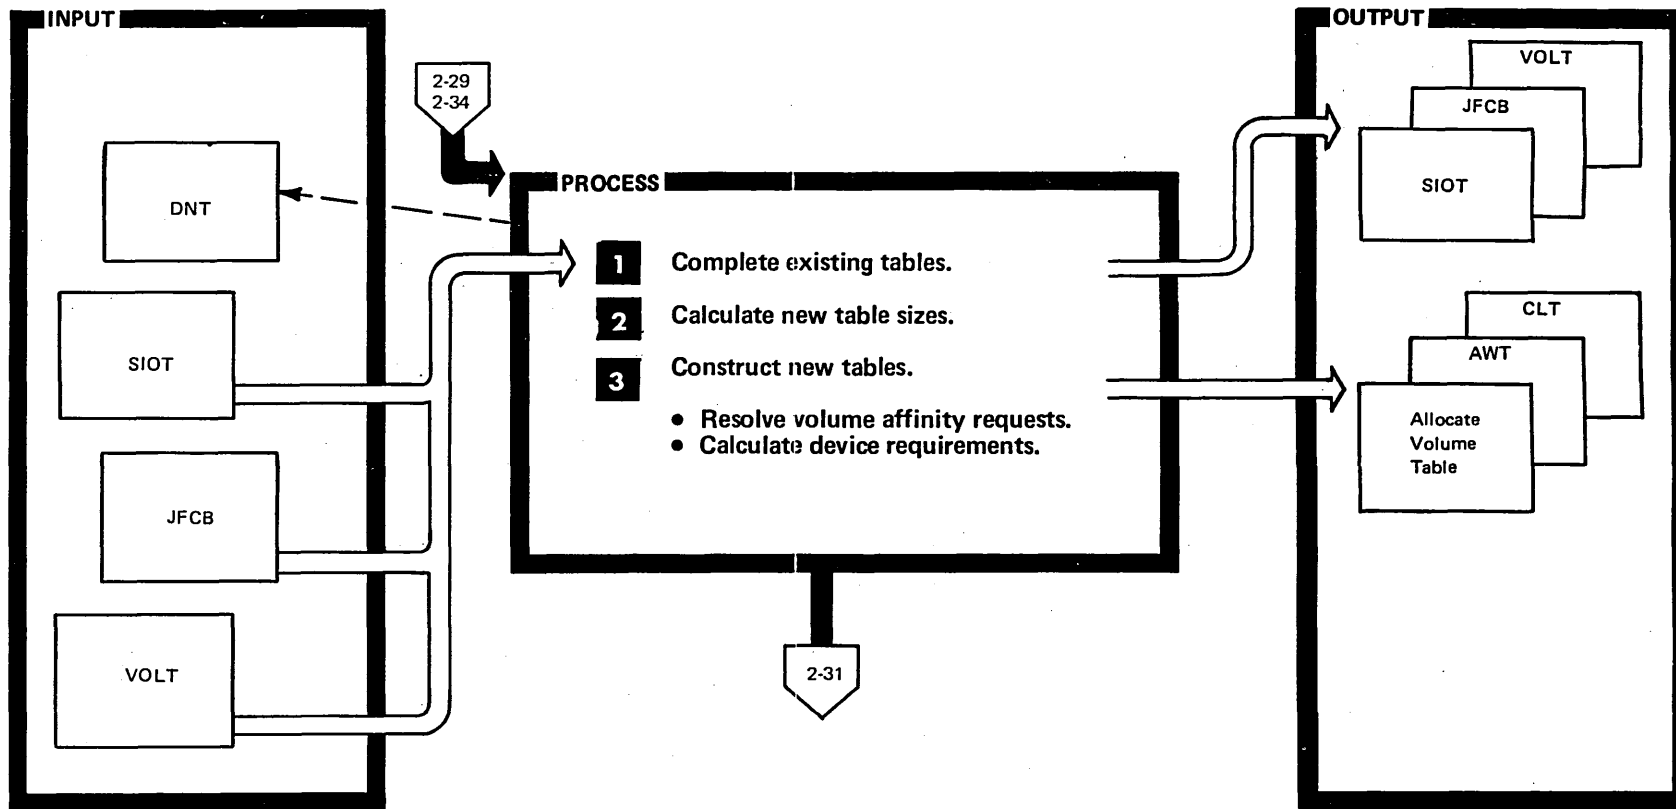 INPUT
DNT
SIOT
JFCB
VOLT
2-29
2-34
PROCESS
1 Complete existing tables.
2 Calculate new table sizes.
3 Construct new tables.
• Resolve volume affinity requests.
• Calculate device requirements.
2-31
OUTPUT
VOLT
JFCB
SIOT
CLT
AWT
Allocate
Volume
Table